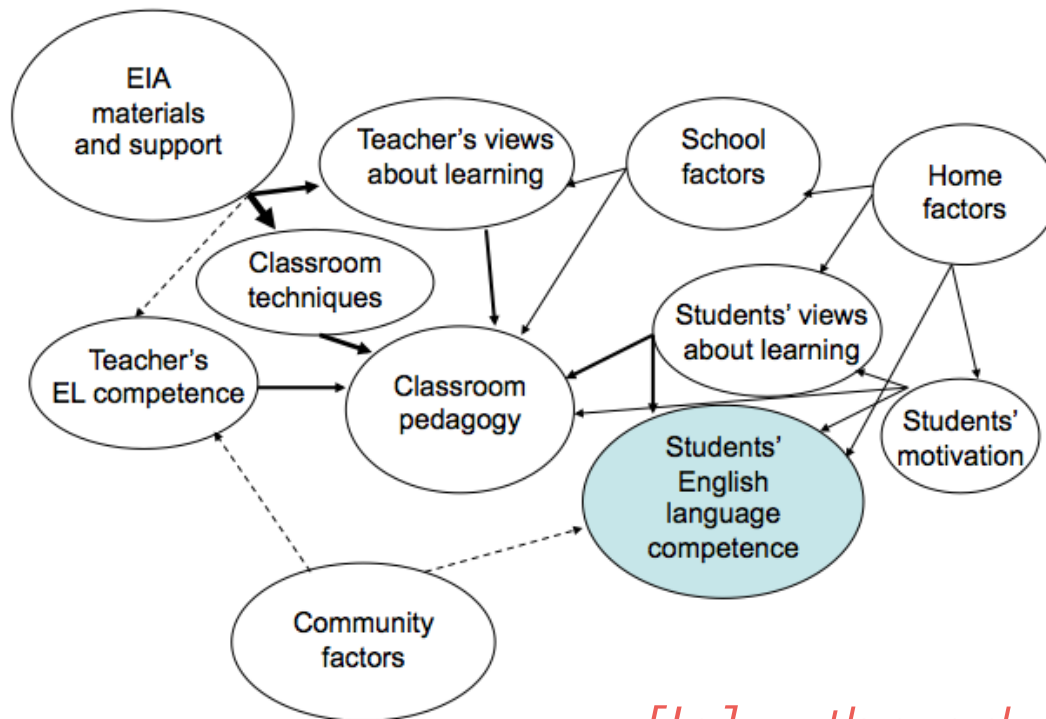 EIA
materials
and support
Teacher's views
about learning
School
factors
Home
factors
Classroom
techniques
Students' views
about learning
Teacher's
EL competence
Classroom
pedagogy
Students'
motivation
Students'
English
language
competence
Community
factors